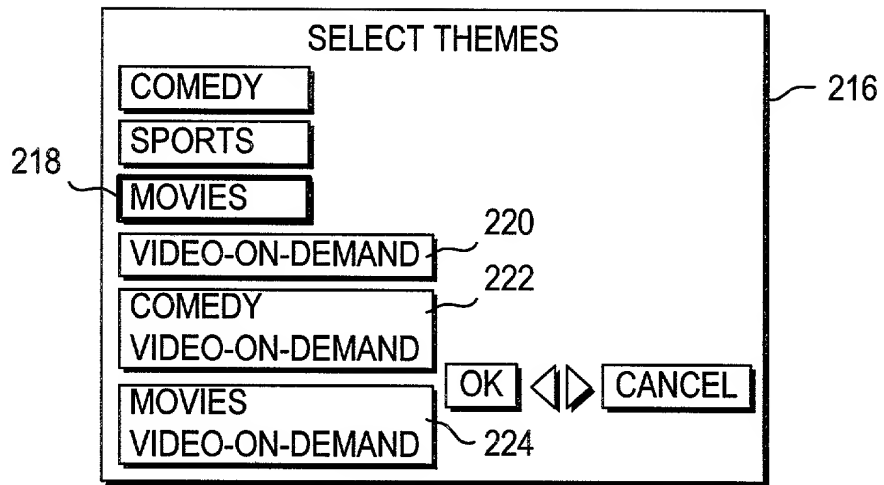 SELECT THEMES
COMEDY
216
SPORTS
218
MOVIES
VIDEO-ON-DEMAND
220
222
COMEDY
VIDEO-ON-DEMAND
OK
CANCEL
MOVIES
VIDEO-ON-DEMAND
224